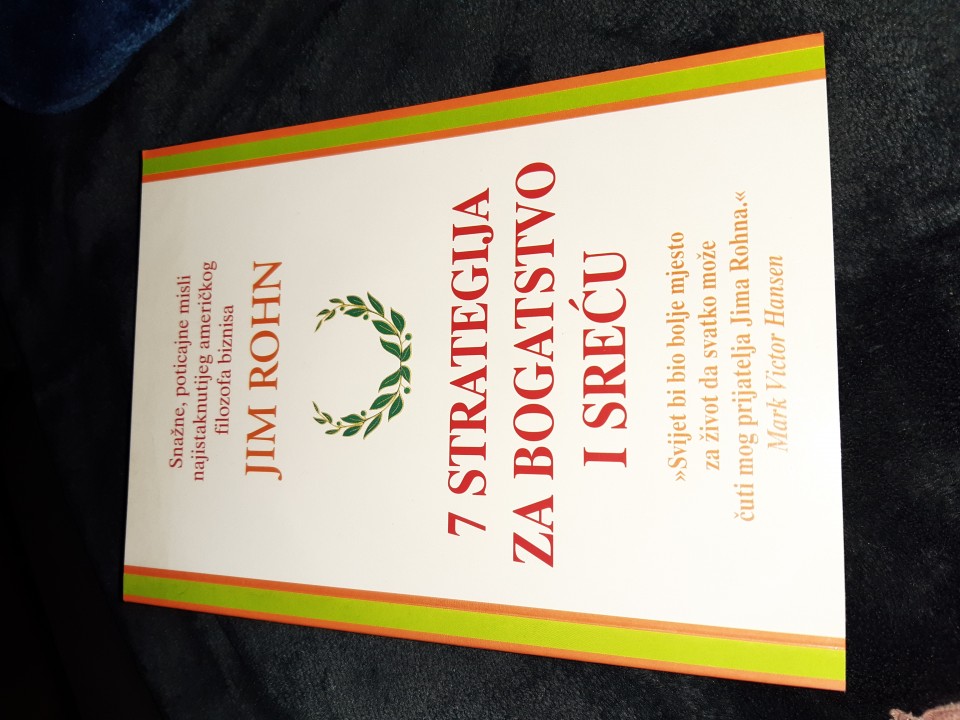 Snažne, poticajne misli
najistaknutijeg američkog
filozofa biznisa
JIM ROHN
7 STRATEGIJA
ZA BOGATSTVO
I SREĆU
»Svijet bi bio bolje mjesto
za život da svatko može
čuti mog prijatelja Jima Rohna.«
Mark Victor Hansen